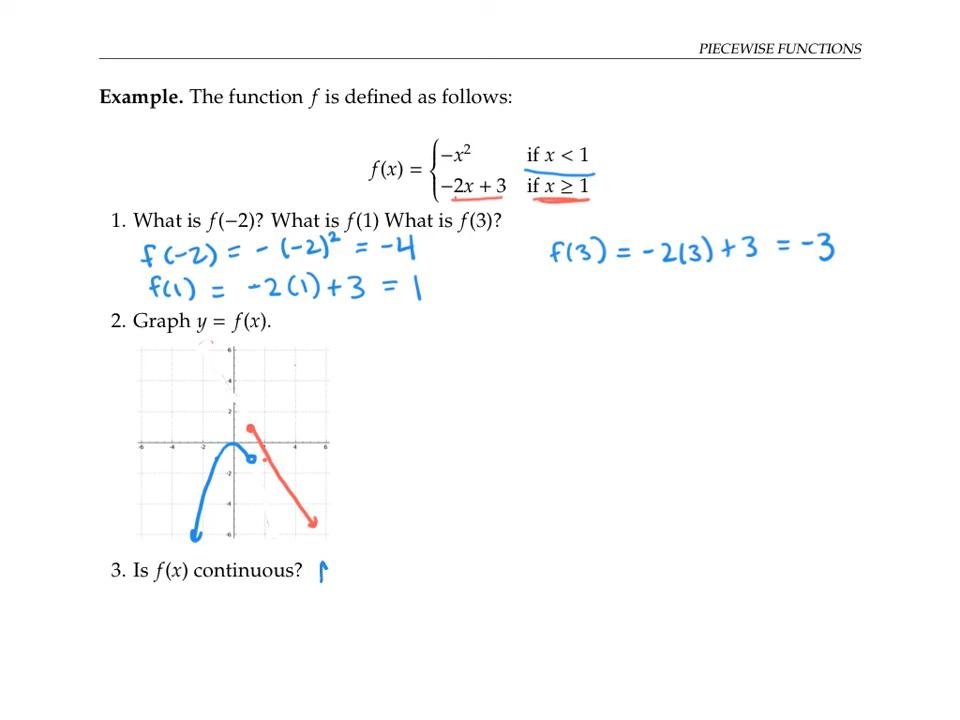 PIECEWISE FUNCTIONS
Example. The function f is defined as follows:
f(x) = { −x² if x < 1
−2x + 3 if x ≥ 1
1. What is f(−2)? What is f(1) What is f(3)?
f(-2) = -(-2)² = -4 f(3) = -2(3)+3 = -3
f(1) = -2(1)+3 = 1
2. Graph y = f(x).
6
4
2
-6 -4 -2 4 6
-2
-4
-6
3. Is f(x) continuous?